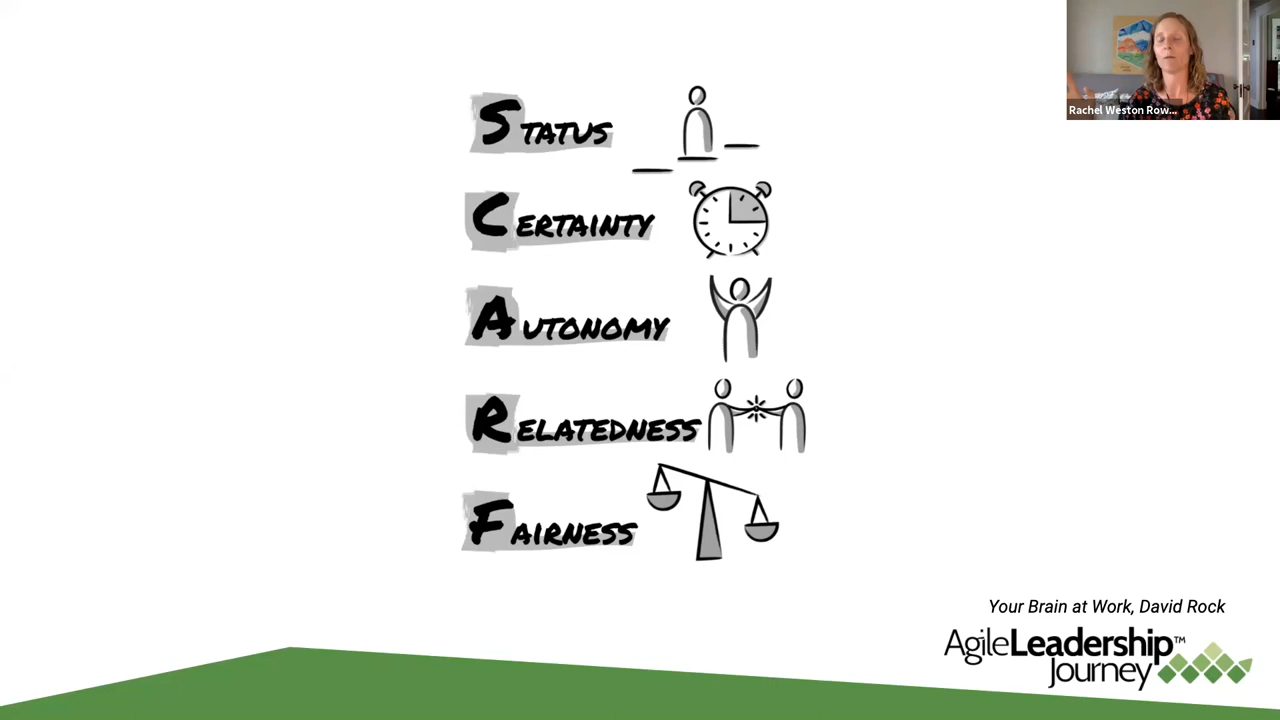 Rachel Weston Row...
STATUS
CERTAINTY
AUTONOMY
RELATEDNESS
FAIRNESS
Your Brain at Work, David Rock
AgileLeadership™
Journey